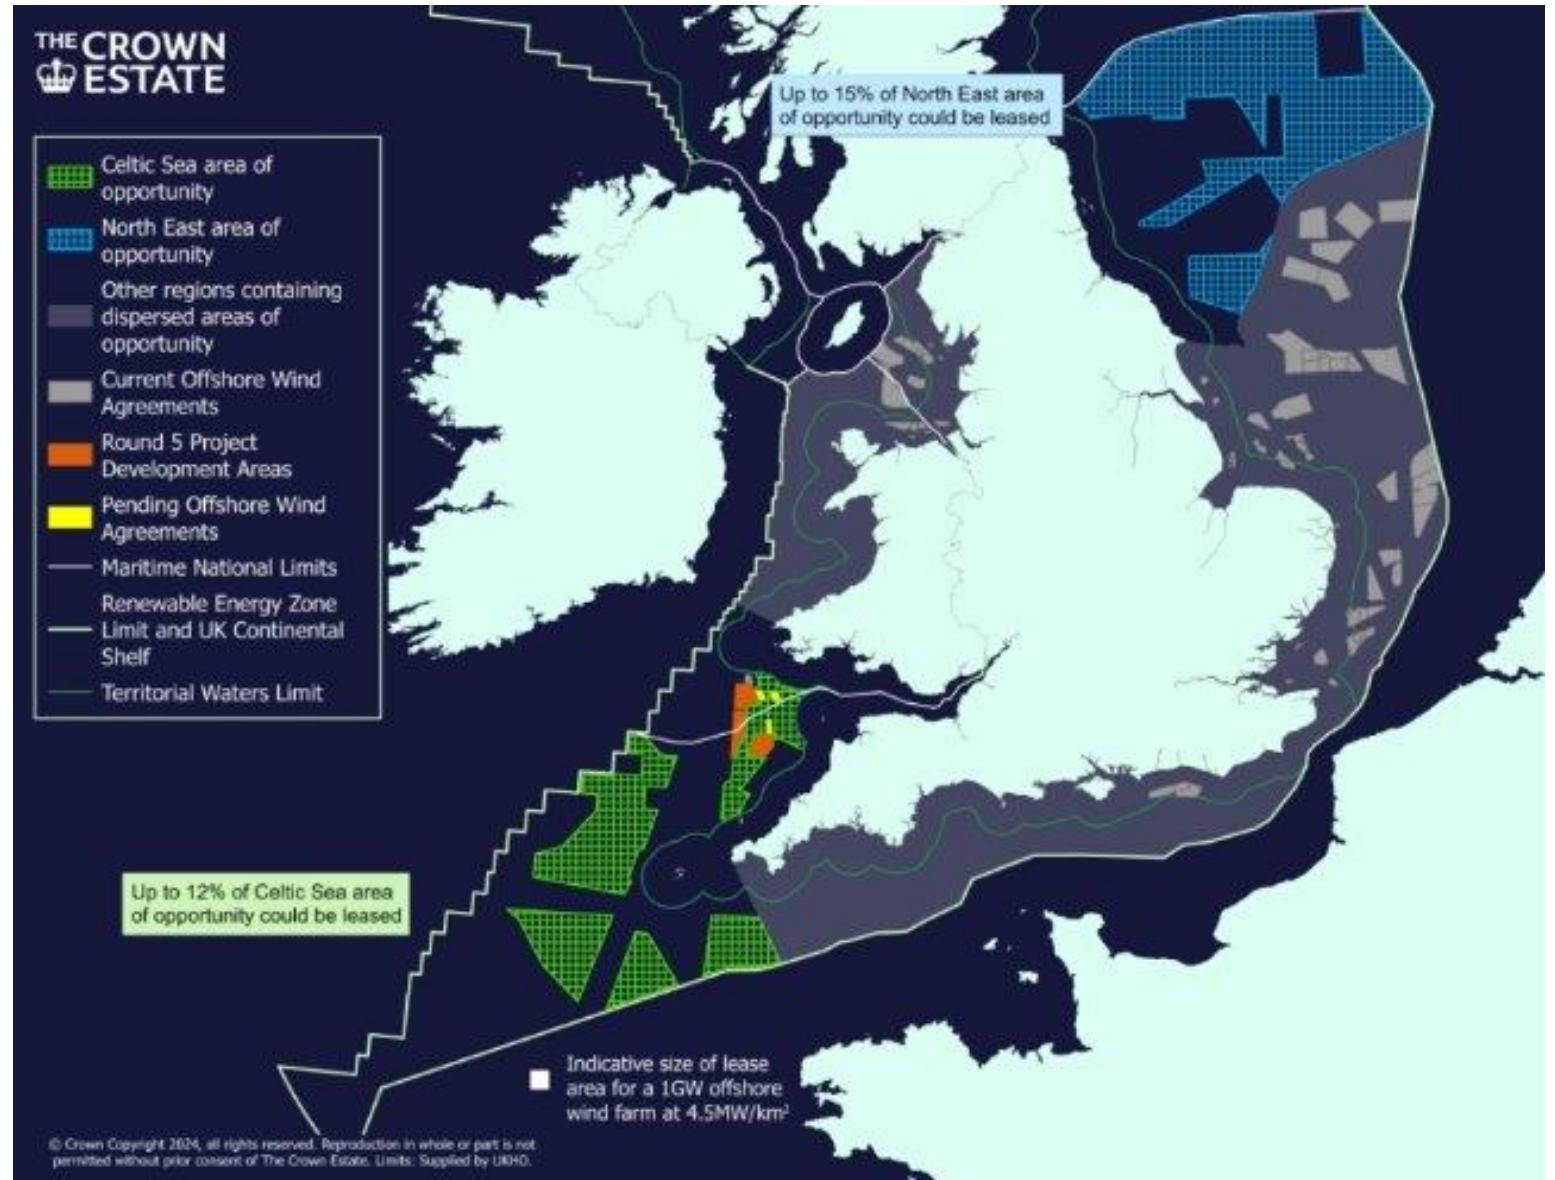 THE CROWN
ESTATE
Up to 15% of North East area
of opportunity could be leased
Celtic Sea area of
opportunity
North East area of
opportunity
Other regions containing
dispersed areas of
opportunity
Current Offshore Wind
Agreements
Round 5 Project
Development Areas
Pending Offshore Wind
Agreements
Maritime National Limits
Renewable Energy Zone
Limit and UK Continental
Shelf
Territorial Waters Limit
Up to 12% of Celtic Sea area
of opportunity could be leased
Indicative size of lease
area for a 1GW offshore
wind farm at 4.5MW/km²
© Crown Copyright 2024, all rights reserved. Reproduction in whole or part is not
permitted without prior consent of The Crown Estate. Limits: Supplied by UKHO.